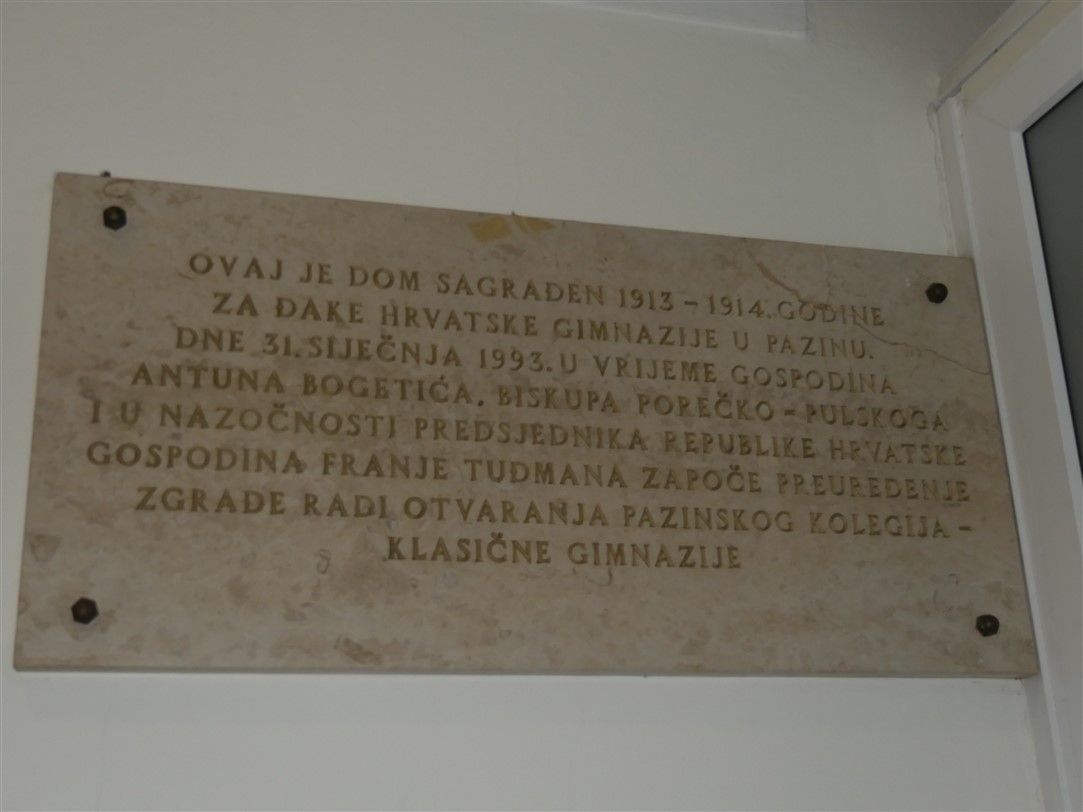 OVAJ JE DOM SAGRAĐEN 1913 - 1914. GODINE
ZA ĐAKE HRVATSKE GIMNAZIJE U PAZINU.
DNE 31. SIJEČNJA 1993. U VRIJEME GOSPODINA
ANTUNA BOGETIĆA, BISKUPA POREČKO - PULSKOGA
I U NAZOČNOSTI PREDSJEDNIKA REPUBLIKE HRVATSKE
GOSPODINA FRANJE TUĐMANA ZAPOČE PREUREĐENJE
ZGRADE RADI OTVARANJA PAZINSKOG KOLEGIJA -
KLASIČNE GIMNAZIJE